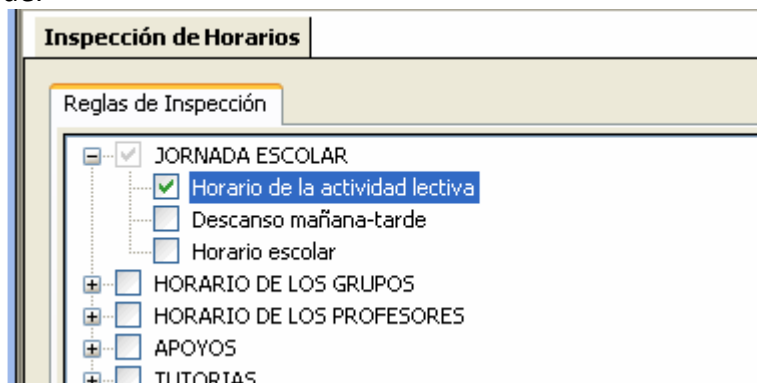 Inspección de Horarios
Reglas de Inspección
JORNADA ESCOLAR
Horario de la actividad lectiva
Descanso mañana-tarde
Horario escolar
HORARIO DE LOS GRUPOS
HORARIO DE LOS PROFESORES
APOYOS
TUTORIAS